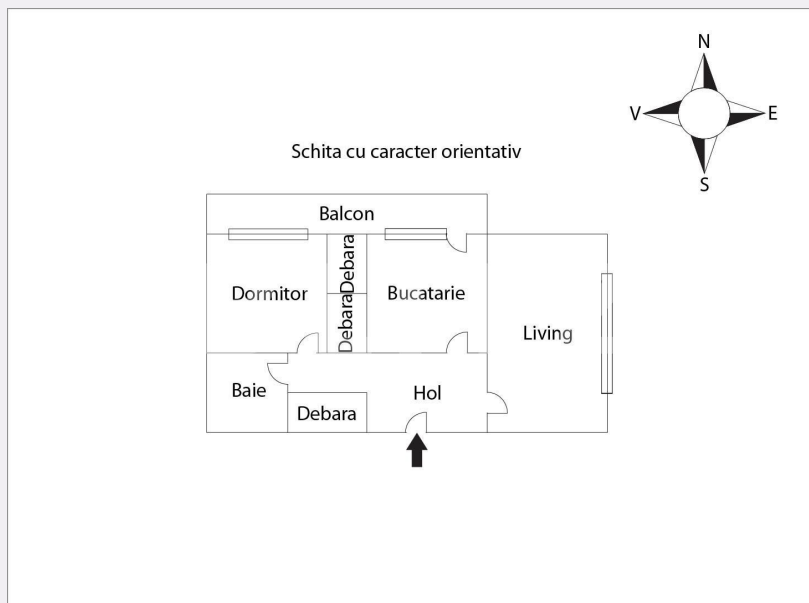 N
V
E
S
Schita cu caracter orientativ
Balcon
Dormitor
Debara
Debara
Bucatarie
Living
Baie
Debara
Hol